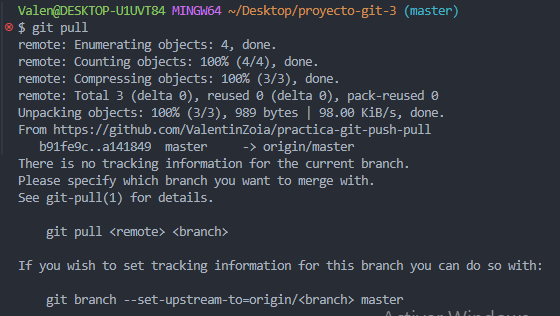 Valen@DESKTOP-U1UVT84 MINGW64 ~/Desktop/proyecto-git-3 (master)
$ git pull
remote: Enumerating objects: 4, done.
remote: Counting objects: 100% (4/4), done.
remote: Compressing objects: 100% (3/3), done.
remote: Total 3 (delta 0), reused 0 (delta 0), pack-reused 0
Unpacking objects: 100% (3/3), 989 bytes | 98.00 KiB/s, done.
From https://github.com/ValentinZoia/practica-git-push-pull
   b91fe9c..a141849  master     -> origin/master
There is no tracking information for the current branch.
Please specify which branch you want to merge with.
See git-pull(1) for details.

    git pull <remote> <branch>

If you wish to set tracking information for this branch you can do so with:

    git branch --set-upstream-to=origin/<branch> master